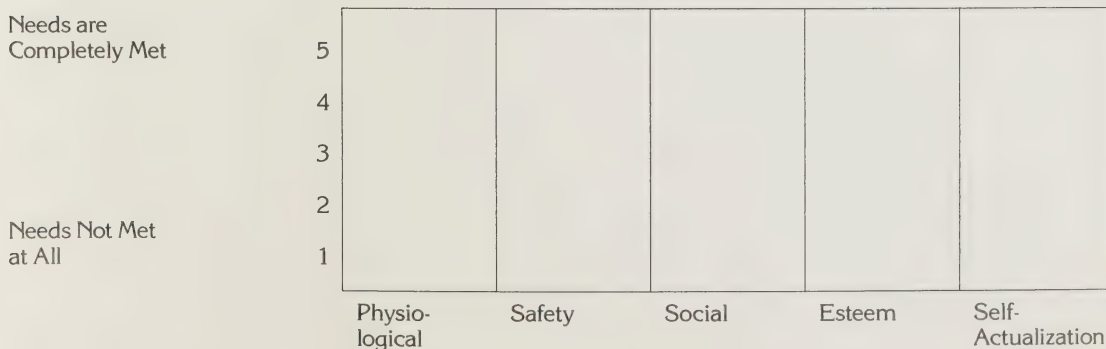 Needs are
Completely Met
5
4
3
2
Needs Not Met
at All
1
Physio-
logical
Safety
Social
Esteem
Self-
Actualization